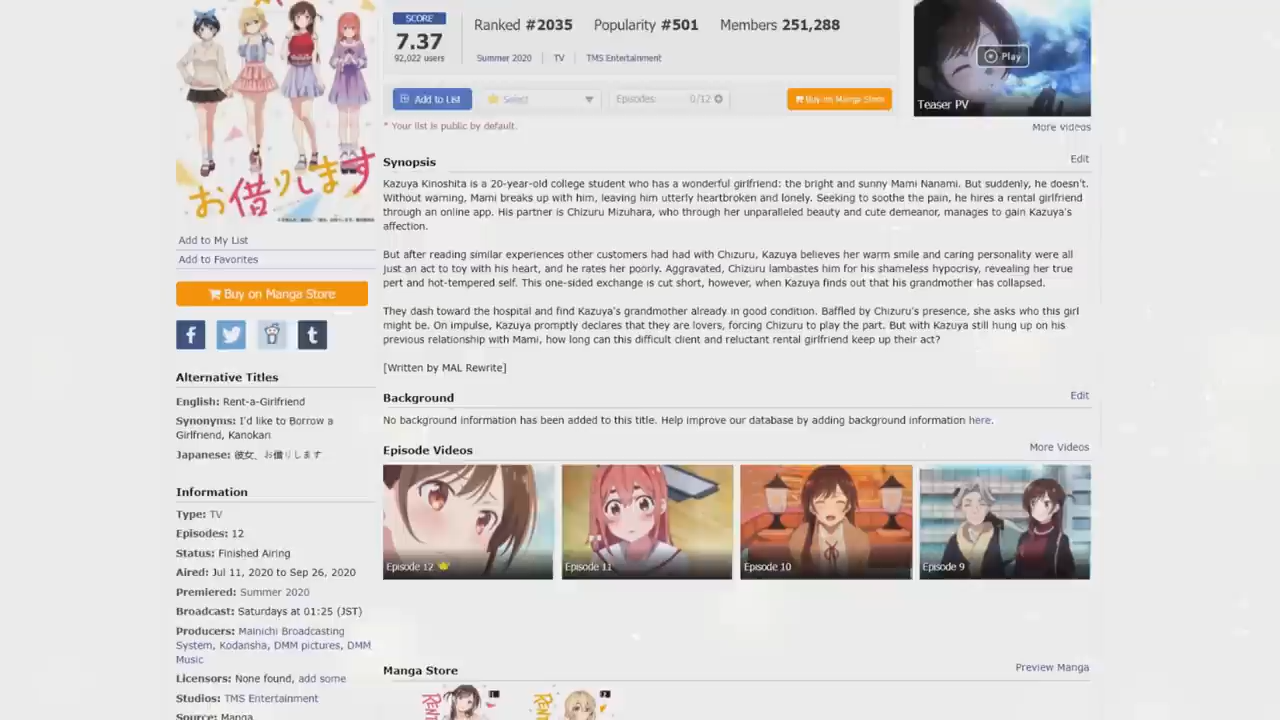 SCORE
7.37
92,022 users
Ranked #2035
Popularity #501
Members 251,288
Summer 2020
TV
TMS Entertainment
Add to List
Select
Episodes:
0/12
Buy on Manga Store
* Your list is public by default.
Play
Teaser PV
More videos
お借りします
Add to My List
Add to Favorites
Buy on Manga Store
Alternative Titles
English: Rent-a-Girlfriend
Synonyms: I'd like to Borrow a
Girlfriend, Kanokan
Japanese: 彼女、お借りします
Information
Type: TV
Episodes: 12
Status: Finished Airing
Aired: Jul 11, 2020 to Sep 26, 2020
Premiered: Summer 2020
Broadcast: Saturdays at 01:25 (JST)
Producers: Mainichi Broadcasting
System, Kodansha, DMM pictures, DMM
Music
Licensors: None found, add some
Studios: TMS Entertainment
Source: Manga
Synopsis
Edit
Kazuya Kinoshita is a 20-year-old college student who has a wonderful girlfriend: the bright and sunny Mami Nanami. But suddenly, he doesn't.
Without warning, Mami breaks up with him, leaving him utterly heartbroken and lonely. Seeking to soothe the pain, he hires a rental girlfriend
through an online app. His partner is Chizuru Mizuhara, who through her unparalleled beauty and cute demeanor, manages to gain Kazuya's
affection.
But after reading similar experiences other customers had had with Chizuru, Kazuya believes her warm smile and caring personality were all
just an act to toy with his heart, and he rates her poorly. Aggravated, Chizuru lambastes him for his shameless hypocrisy, revealing her true
pert and hot-tempered self. This one-sided exchange is cut short, however, when Kazuya finds out that his grandmother has collapsed.
They dash toward the hospital and find Kazuya's grandmother already in good condition. Baffled by Chizuru's presence, she asks who this girl
might be. On impulse, Kazuya promptly declares that they are lovers, forcing Chizuru to play the part. But with Kazuya still hung up on his
previous relationship with Mami, how long can this difficult client and reluctant rental girlfriend keep up their act?
[Written by MAL Rewrite]
Background
Edit
No background information has been added to this title. Help improve our database by adding background information here.
Episode Videos
More Videos
Episode 12
Episode 11
Episode 10
Episode 9
Manga Store
Preview Manga